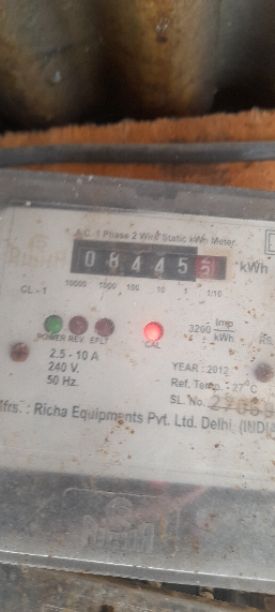 A.C. 1 Phase 2 Wire Static kWh Meter
084455 kWh
10000 1000 100 10 1 1/10
CL - 1
POWER REV EFLT CAL
3200 Imp/kWh
2.5 - 10 A
240 V.
50 Hz.
YEAR : 2012
Ref. Temp. - 27°C
SL. No.
Mfrs. : Richa Equipments Pvt. Ltd. Delhi, (INDIA